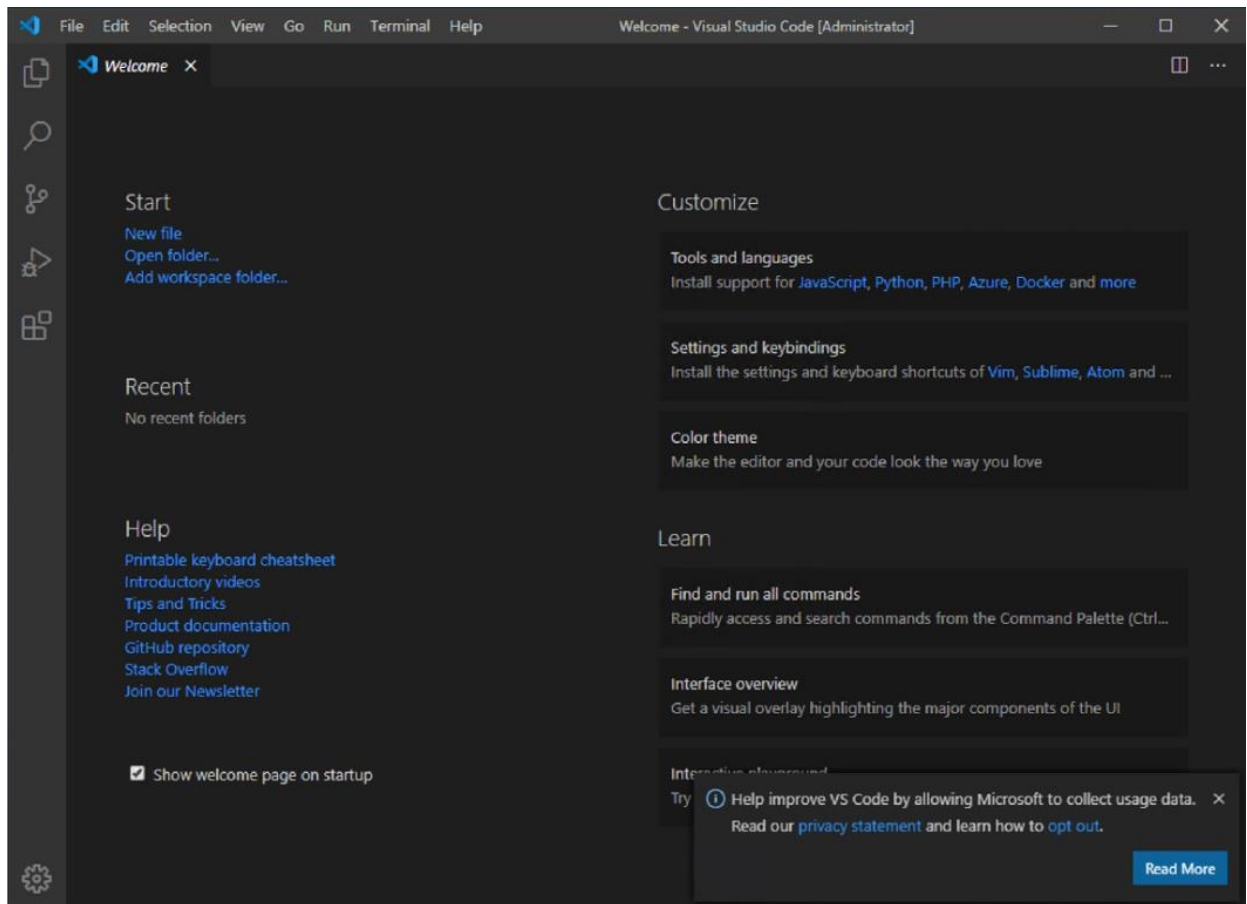 File Edit Selection View Go Run Terminal Help Welcome - Visual Studio Code [Administrator]
Welcome
Start
New file
Open folder...
Add workspace folder...
Recent
No recent folders
Help
Printable keyboard cheatsheet
Introductory videos
Tips and Tricks
Product documentation
GitHub repository
Stack Overflow
Join our Newsletter
Show welcome page on startup
Customize
Tools and languages
Install support for JavaScript, Python, PHP, Azure, Docker and more
Settings and keybindings
Install the settings and keyboard shortcuts of Vim, Sublime, Atom and ...
Color theme
Make the editor and your code look the way you love
Learn
Find and run all commands
Rapidly access and search commands from the Command Palette (Ctrl...
Interface overview
Get a visual overlay highlighting the major components of the UI
Interactive playground
Try
Help improve VS Code by allowing Microsoft to collect usage data.
Read our privacy statement and learn how to opt out.
Read More